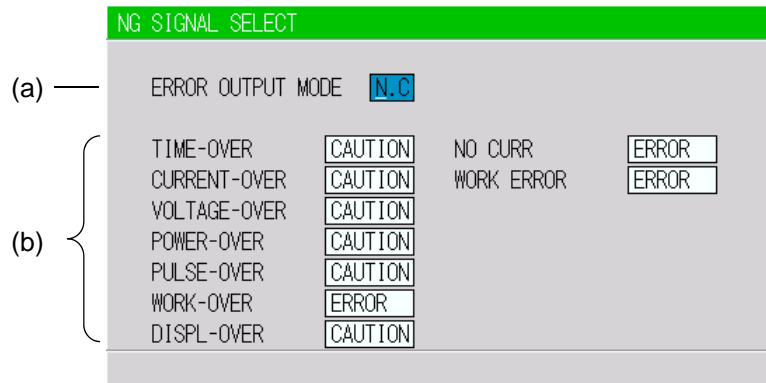 NG SIGNAL SELECT
(a) ERROR OUTPUT MODE N.C
TIME-OVER CAUTION NO CURR ERROR
CURRENT-OVER CAUTION WORK ERROR ERROR
VOLTAGE-OVER CAUTION
(b) POWER-OVER CAUTION
PULSE-OVER CAUTION
WORK-OVER ERROR
DISPL-OVER CAUTION